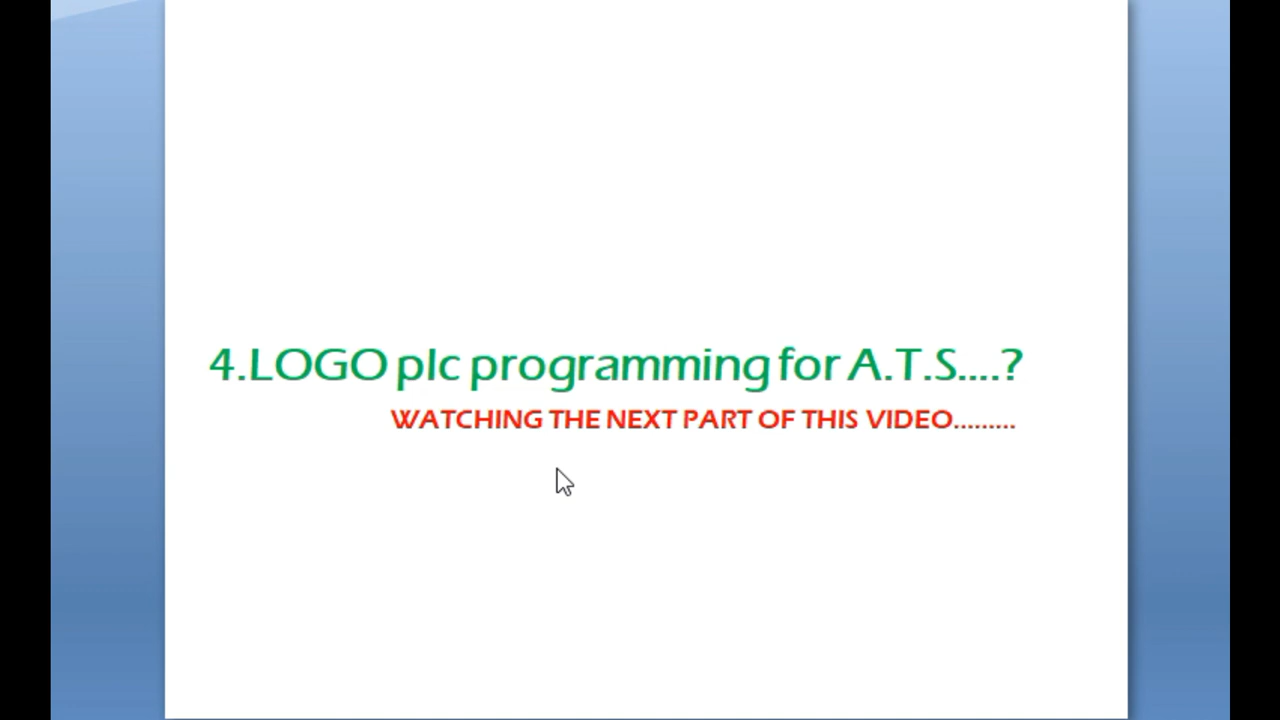 4.LOGO plc programming for A.T.S....?
WATCHING THE NEXT PART OF THIS VIDEO.........